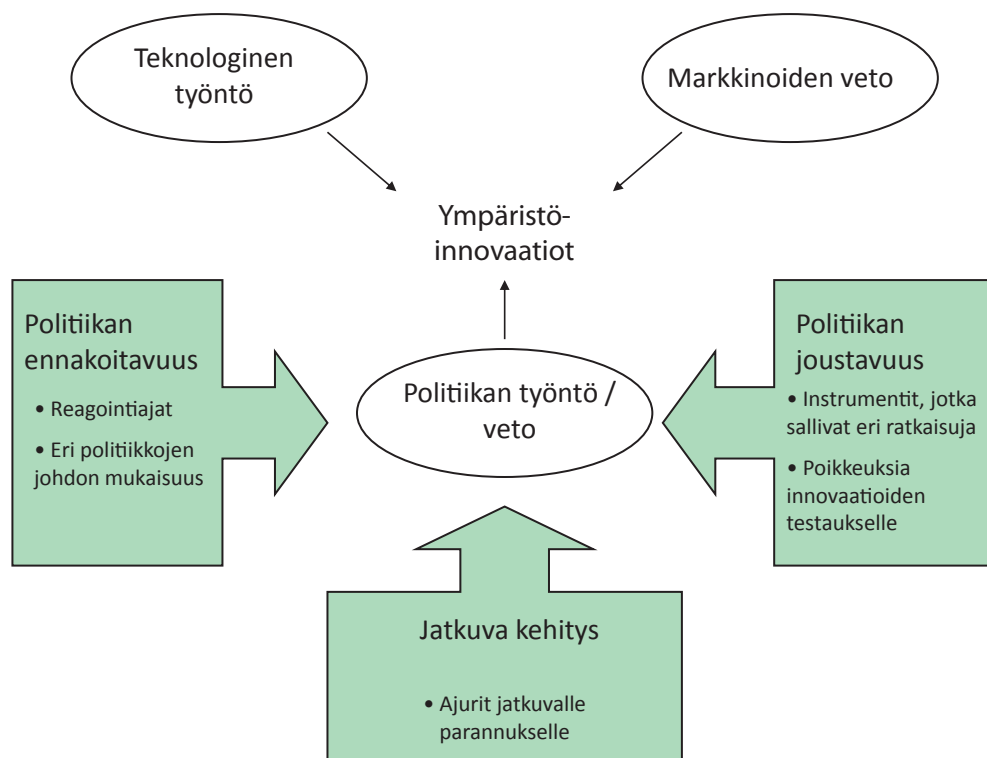 Teknologinen
työntö
Markkinoiden veto
Ympäristö-
innovaatiot
Politiikan
ennakoitavuus
• Reagointiajat
• Eri politiikkojen
johdon mukaisuus
Politiikan työntö /
veto
Politiikan
joustavuus
• Instrumentit, jotka
sallivat eri ratkaisuja
• Poikkeuksia
innovaatioiden
testaukselle
Jatkuva kehitys
• Ajurit jatkuvalle
parannukselle